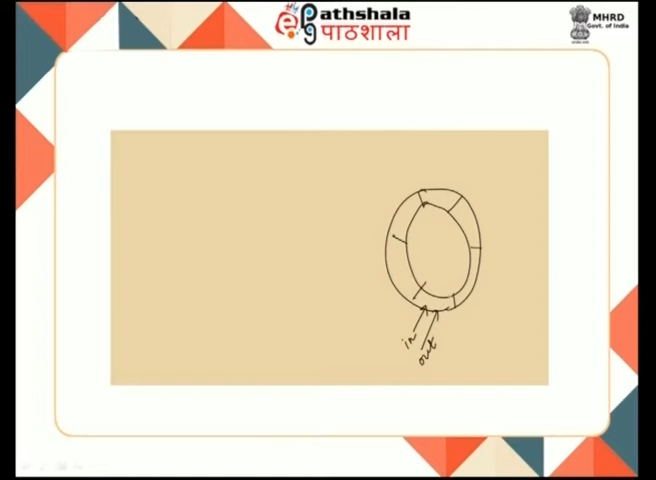 Pathshala
पाठशाला
MHRD
Govt. of India
in
out